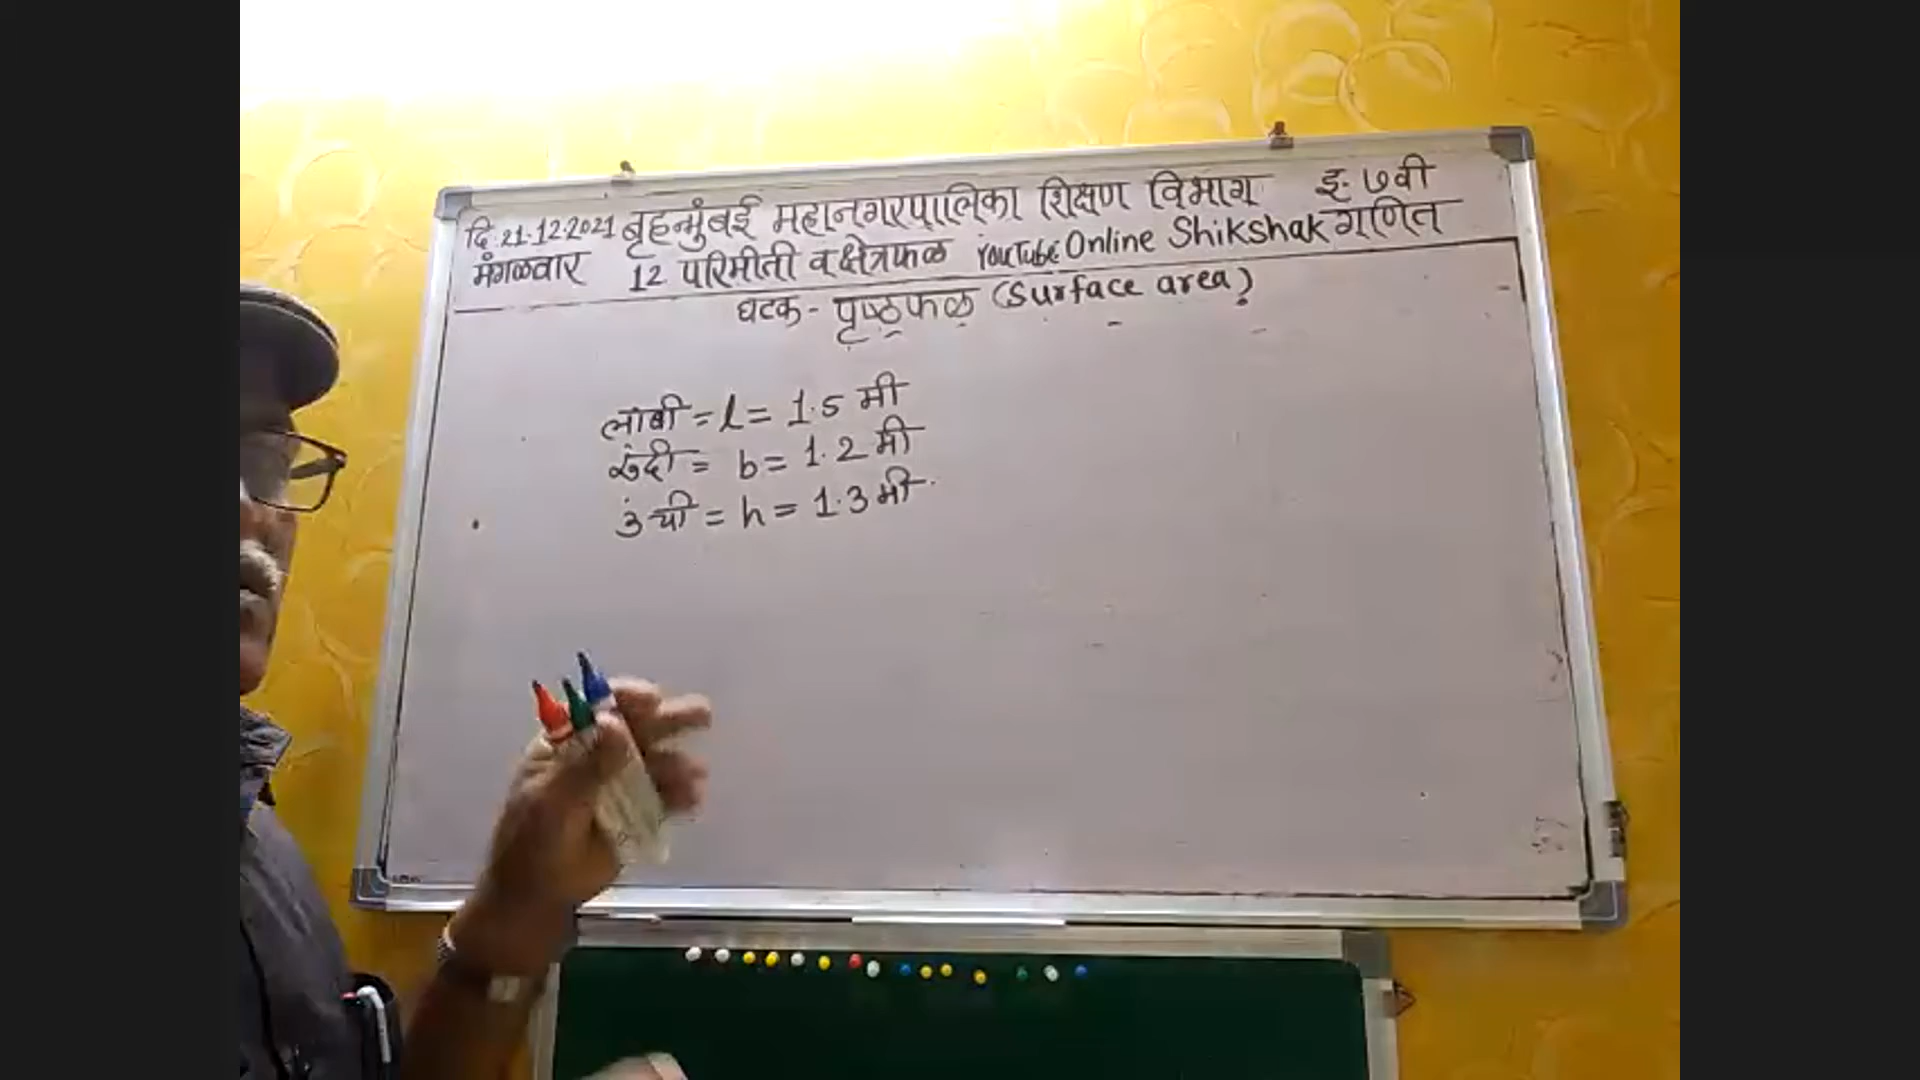 दि. 21.12.2021 बृहन्मुंबई महानगरपालिका शिक्षण विभाग इ. ७वी
मंगळवार 12 परिमीती व क्षेत्रफळ YouTube Online Shikshak गणित
घटक - पृष्ठफळ (Surface area)
लांबी = l = 1.5 मी
रुंदी = b = 1.2 मी
उंची = h = 1.3 मी.